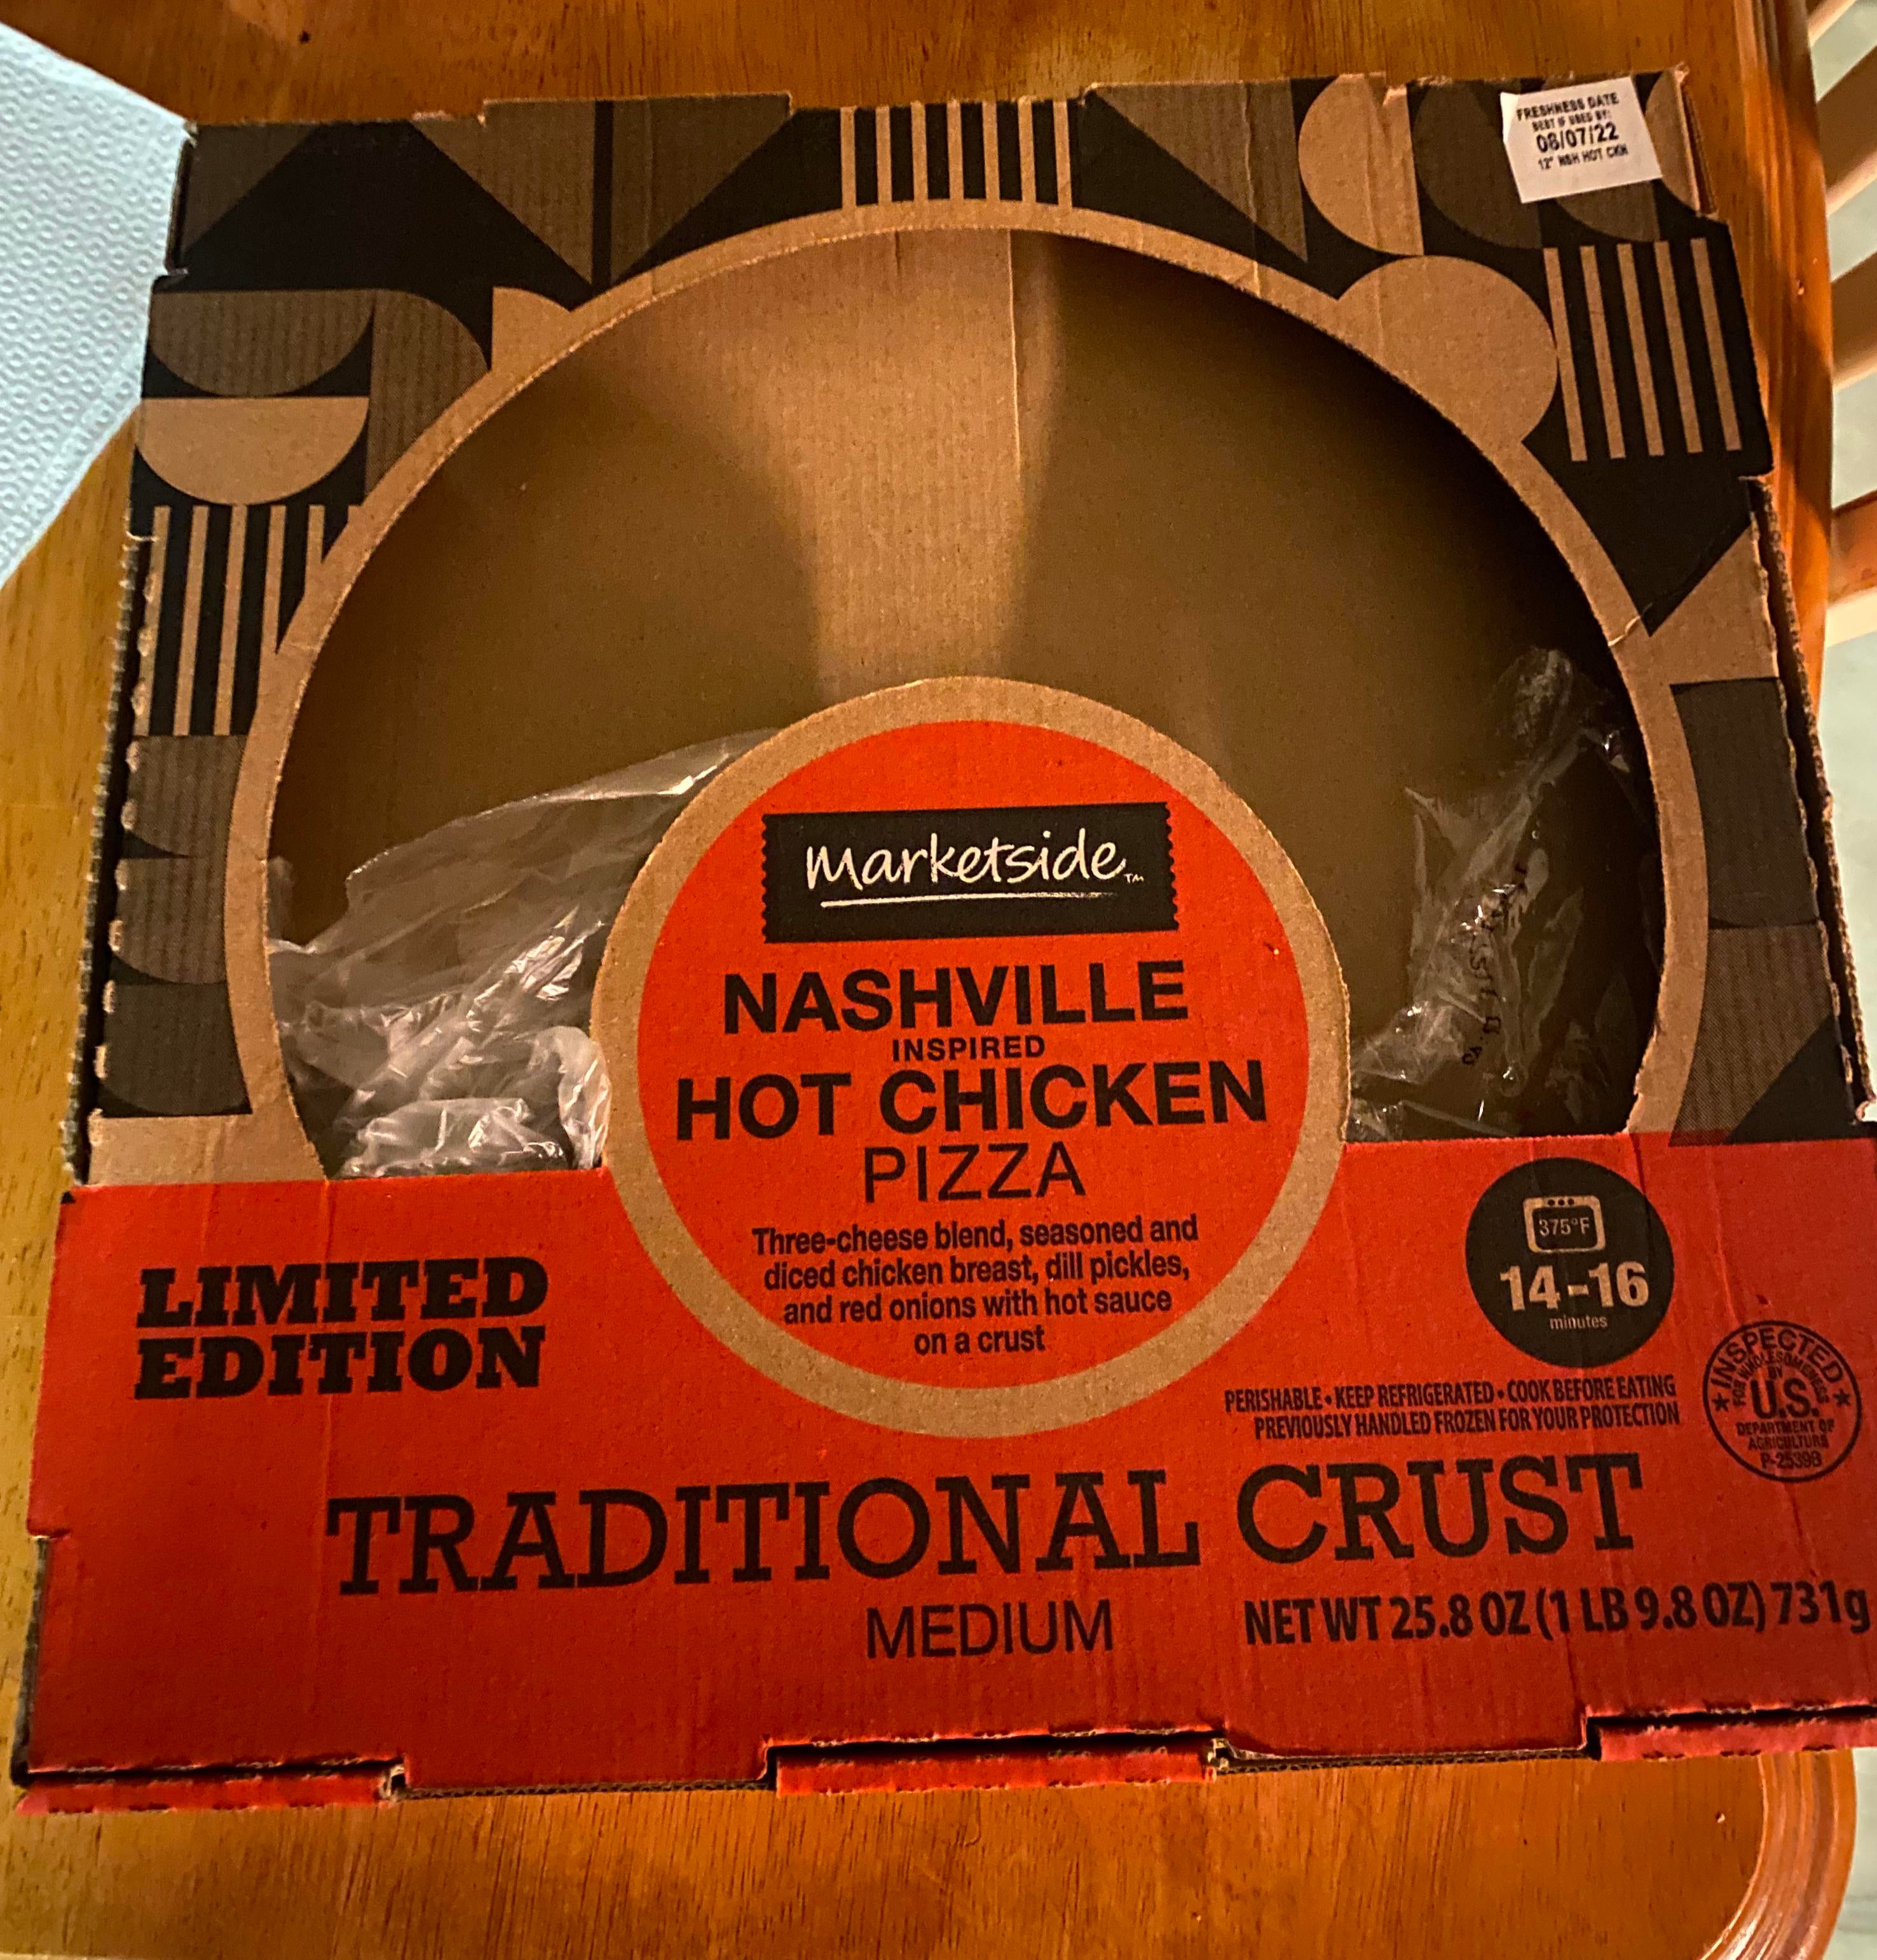 FRESHNESS DATE
BEST IF USED BY:
08/07/22
12" NSH HOT CKN
marketside™
NASHVILLE
INSPIRED
HOT CHICKEN
PIZZA
Three-cheese blend, seasoned and
diced chicken breast, dill pickles,
and red onions with hot sauce
on a crust
LIMITED
EDITION
375°F
14-16
minutes
PERISHABLE • KEEP REFRIGERATED • COOK BEFORE EATING
PREVIOUSLY HANDLED FROZEN FOR YOUR PROTECTION
INSPECTED
FOR WHOLESOMENESS
BY
U.S.
DEPARTMENT OF
AGRICULTURE
P-2539B
TRADITIONAL CRUST
MEDIUM
NET WT 25.8 OZ (1 LB 9.8 OZ) 731g